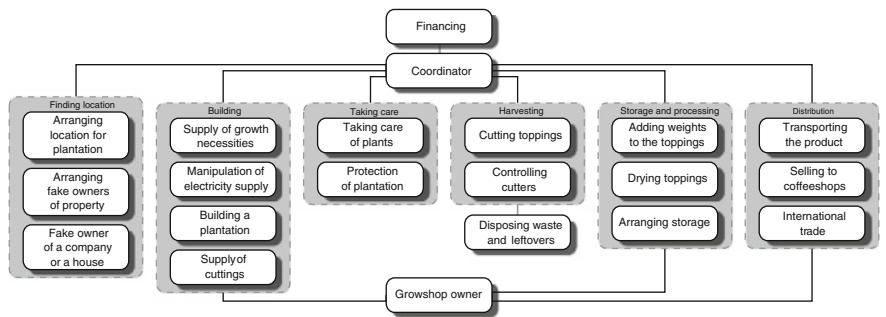 Financing
Coordinator
Finding location
Arranging
location for
plantation
Arranging
fake owners
of property
Fake owner
of a company
or a house
Building
Supply of growth
necessities
Manipulation of
electricity supply
Building a
plantation
Supply of
cuttings
Taking care
Taking care
of plants
Protection
of plantation
Harvesting
Cutting toppings
Controlling
cutters
Disposing waste
and leftovers
Storage and processing
Adding weights
to the toppings
Drying toppings
Arranging storage
Distribution
Transporting
the product
Selling to
coffeeshops
International
trade
Growshop owner